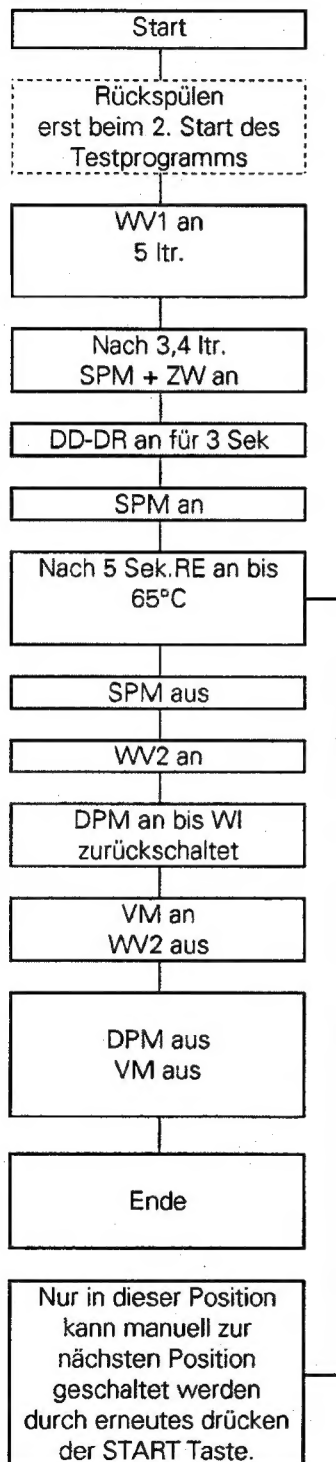 Start
Rückspülen
erst beim 2. Start des
Testprogramms
WV1 an
5 ltr.
Nach 3,4 ltr.
SPM + ZW an
DD-DR an für 3 Sek
SPM an
Nach 5 Sek.RE an bis
65°C
SPM aus
WV2 an
DPM an bis WI
zurückschaltet
VM an
WV2 aus
DPM aus
VM aus
Ende
Nur in dieser Position
kann manuell zur
nächsten Position
geschaltet werden
durch erneutes drücken
der START Taste.